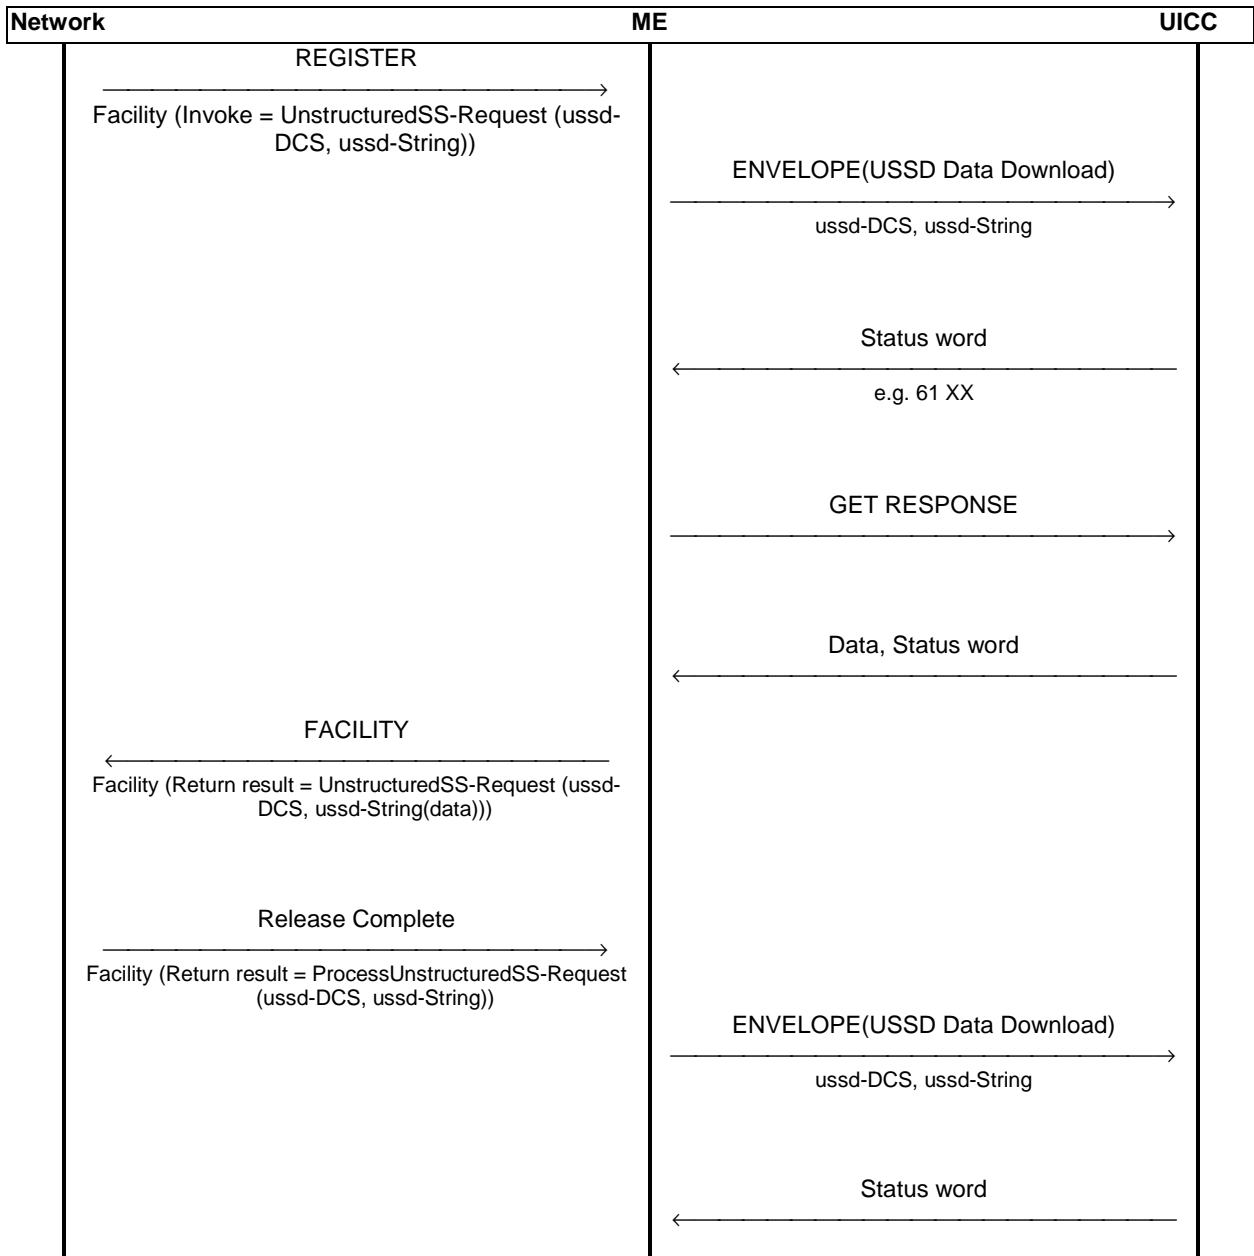 Network ME UICC
REGISTER
Facility (Invoke = UnstructuredSS-Request (ussd-
DCS, ussd-String))
ENVELOPE(USSD Data Download)
ussd-DCS, ussd-String
Status word
e.g. 61 XX
GET RESPONSE
Data, Status word
FACILITY
Facility (Return result = UnstructuredSS-Request (ussd-
DCS, ussd-String(data)))
Release Complete
Facility (Return result = ProcessUnstructuredSS-Request
(ussd-DCS, ussd-String))
ENVELOPE(USSD Data Download)
ussd-DCS, ussd-String
Status word